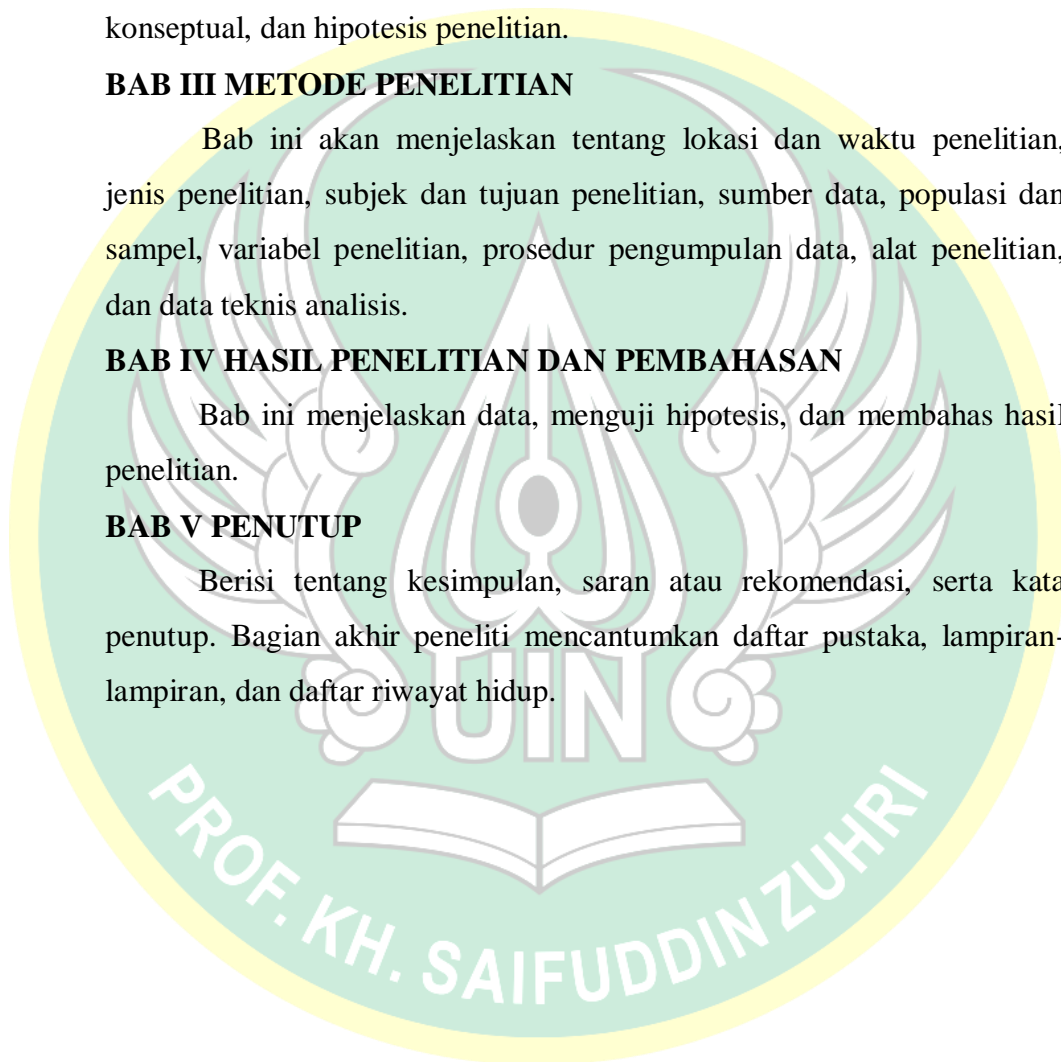 konseptual, dan hipotesis penelitian.
BAB III METODE PENELITIAN
Bab ini akan menjelaskan tentang lokasi dan waktu penelitian,
jenis penelitian, subjek dan tujuan penelitian, sumber data, populasi dan
sampel, variabel penelitian, prosedur pengumpulan data, alat penelitian,
dan data teknis analisis.
BAB IV HASIL PENELITIAN DAN PEMBAHASAN
Bab ini menjelaskan data, menguji hipotesis, dan membahas hasil
penelitian.
BAB V PENUTUP
Berisi tentang kesimpulan, saran atau rekomendasi, serta kata
penutup. Bagian akhir peneliti mencantumkan daftar pustaka, lampiran-
lampiran, dan daftar riwayat hidup.
UIN
PROF. KH. SAIFUDDIN ZUHRI